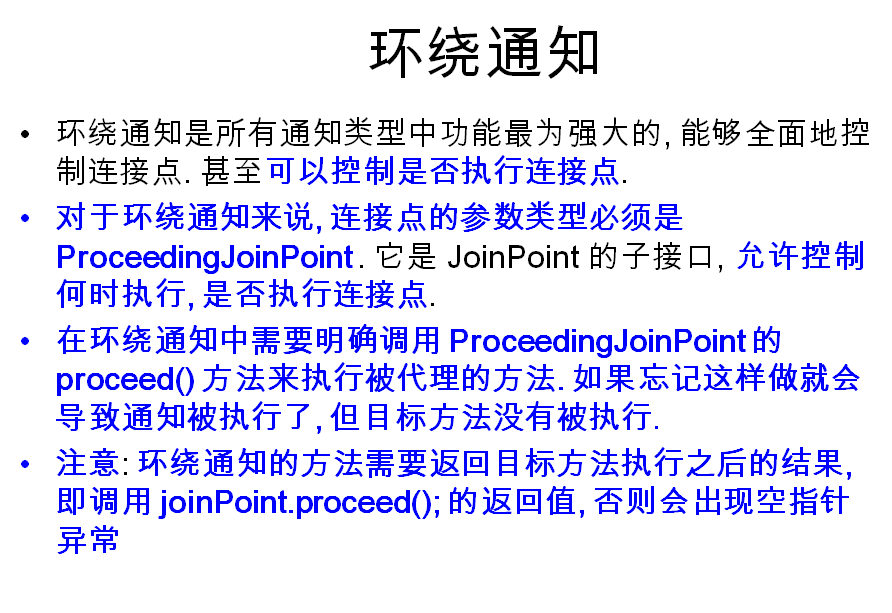 环绕通知
• 环绕通知是所有通知类型中功能最为强大的, 能够全面地控
制连接点. 甚至可以控制是否执行连接点.
• 对于环绕通知来说, 连接点的参数类型必须是
ProceedingJoinPoint . 它是 JoinPoint 的子接口, 允许控制
何时执行, 是否执行连接点.
• 在环绕通知中需要明确调用 ProceedingJoinPoint 的
proceed() 方法来执行被代理的方法. 如果忘记这样做就会
导致通知被执行了, 但目标方法没有被执行.
• 注意: 环绕通知的方法需要返回目标方法执行之后的结果,
即调用 joinPoint.proceed(); 的返回值, 否则会出现空指针
异常